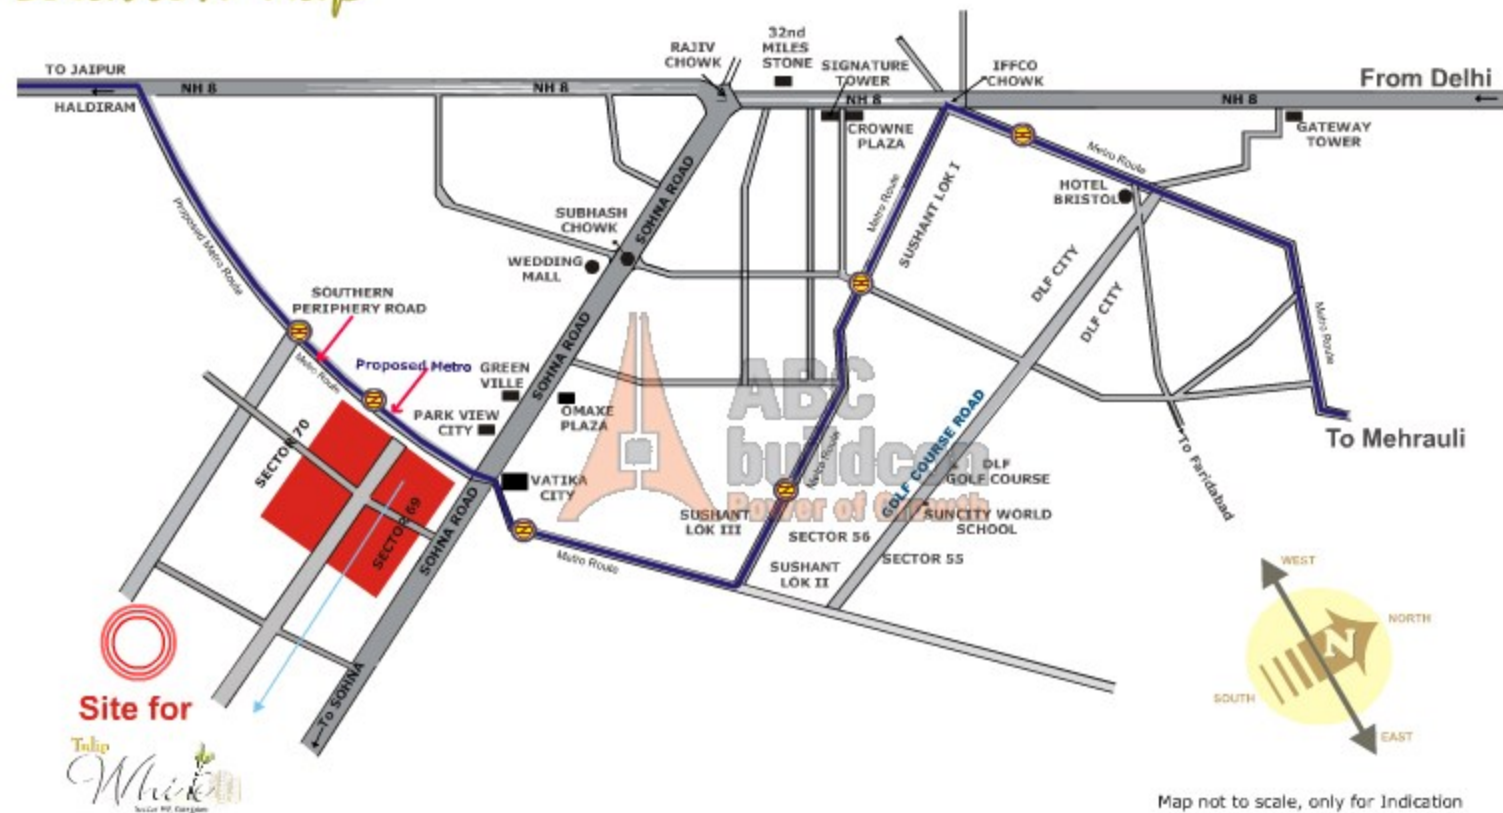 TO JAIPUR
HALDIRAM
NH 8
NH 8
RAJIV
CHOWK
32nd
MILES
STONE
SIGNATURE
TOWER
NH 8
CROWNE
PLAZA
IFFCO
CHOWK
From Delhi
NH 8
GATEWAY
TOWER
Metro Route
HOTEL
BRISTOL
Metro Route
SUSHANT LOK I
SOHNA ROAD
SUBHASH
CHOWK
WEDDING
MALL
Proposed Metro Route
SOUTHERN
PERIPHERY ROAD
Metro Route
Proposed Metro
GREEN
VILLE
SOHNA ROAD
PARK VIEW
CITY
OMAXE
PLAZA
DLF CITY
DLF CITY
Metro Route
To Mehrauli
To Faridabad
ABC
buildcon
Power of Growth
GOLF COURSE ROAD
DLF
GOLF COURSE
SUNCITY WORLD
SCHOOL
SECTOR 70
SECTOR 69
VATIKA
CITY
SOHNA ROAD
Metro Route
SUSHANT
LOK III
Metro Route
SECTOR 56
SECTOR 55
SUSHANT
LOK II
To SOHNA
Site for
Tulip
White
WEST
NORTH
N
SOUTH
EAST
Map not to scale, only for Indication